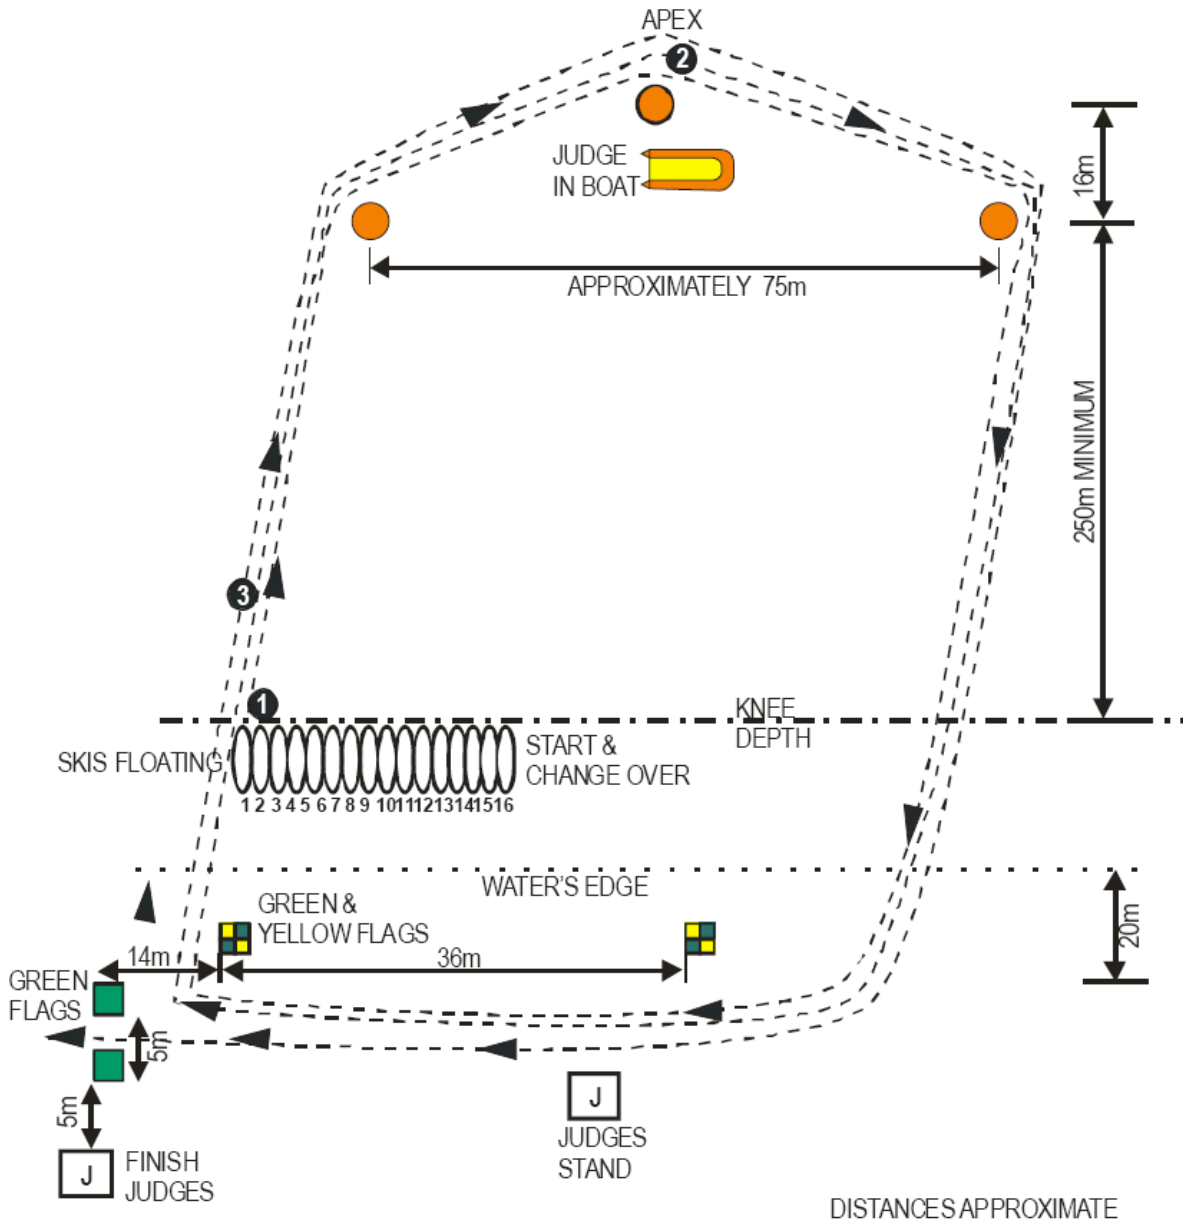 APEX
2
JUDGE
IN BOAT
16m
APPROXIMATELY 75m
250m MINIMUM
3
1
KNEE
DEPTH
SKIS FLOATING
START &
CHANGE OVER
1 2 3 4 5 6 7 8 9 10 11 12 13 14 15 16
WATER'S EDGE
GREEN &
YELLOW FLAGS
20m
14m
36m
GREEN
FLAGS
5m
5m
J
JUDGES
STAND
J
FINISH
JUDGES
DISTANCES APPROXIMATE